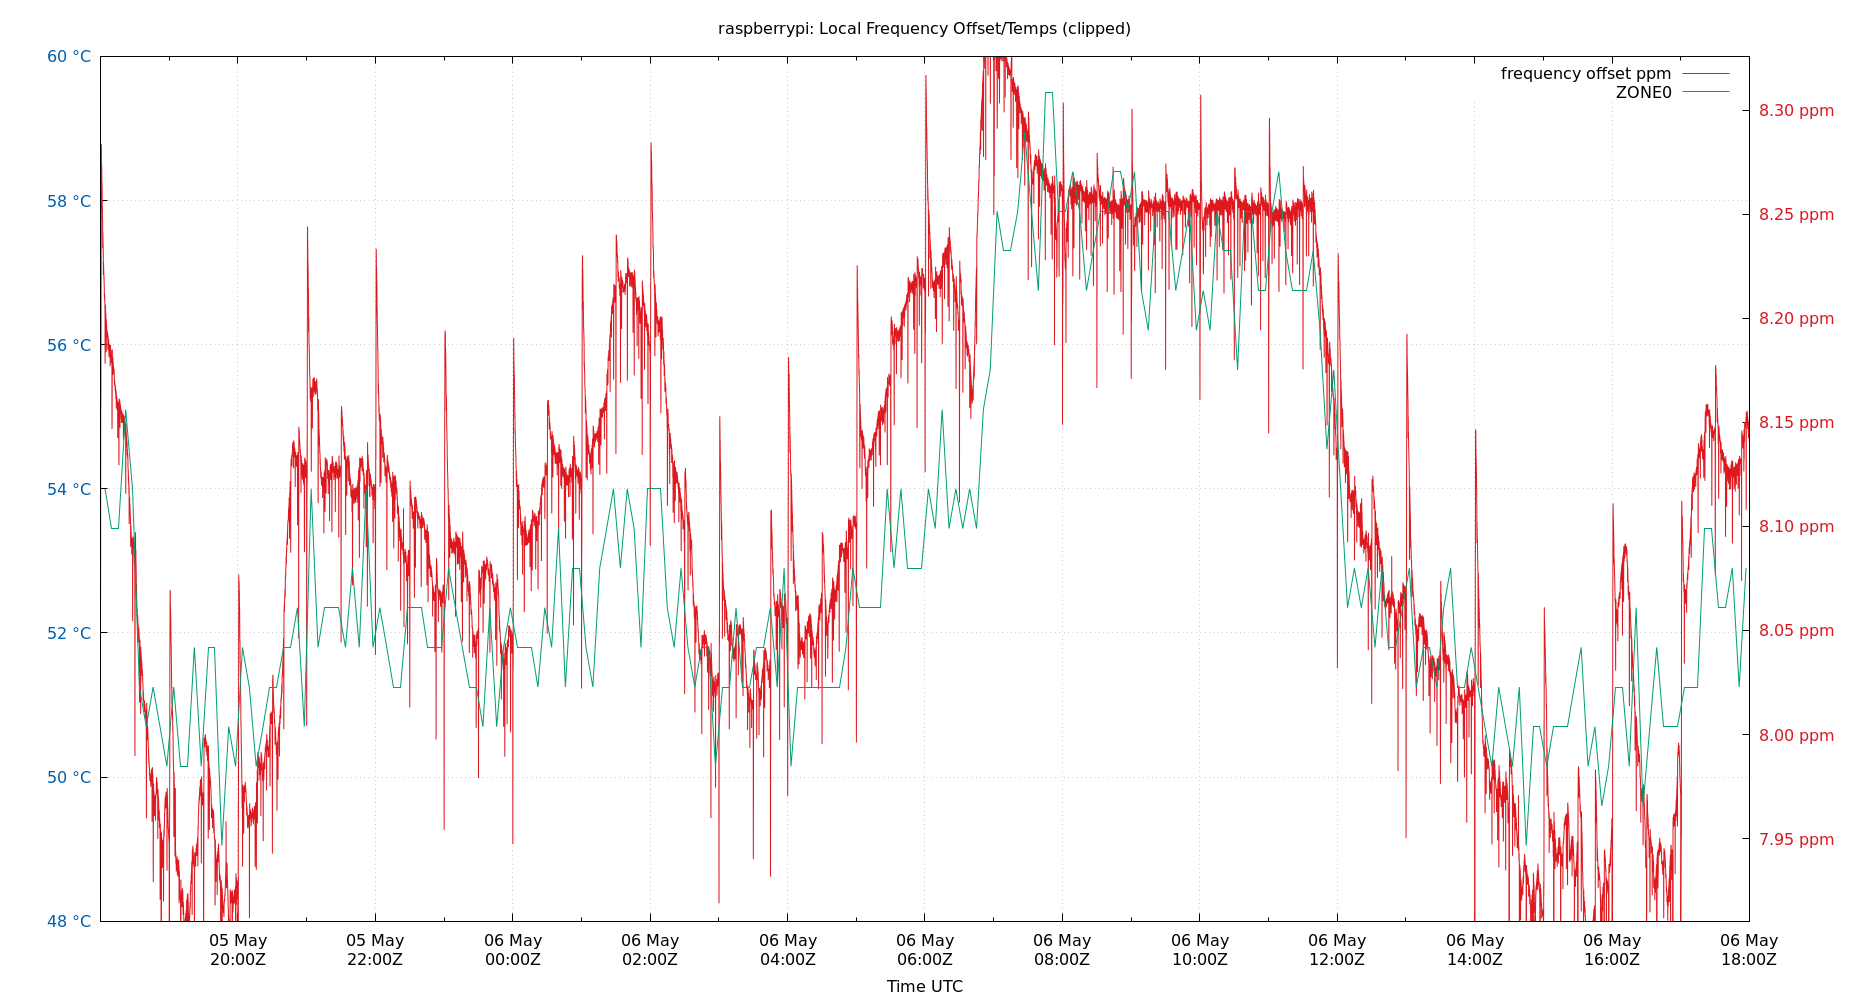 raspberrypi: Local Frequency Offset/Temps (clipped)
60 °C
58 °C
56 °C
54 °C
52 °C
50 °C
48 °C
frequency offset ppm
ZONE0
8.30 ppm
8.25 ppm
8.20 ppm
8.15 ppm
8.10 ppm
8.05 ppm
8.00 ppm
7.95 ppm
05 May
20:00Z
05 May
22:00Z
06 May
00:00Z
06 May
02:00Z
06 May
04:00Z
06 May
06:00Z
06 May
08:00Z
06 May
10:00Z
06 May
12:00Z
06 May
14:00Z
06 May
16:00Z
06 May
18:00Z
Time UTC